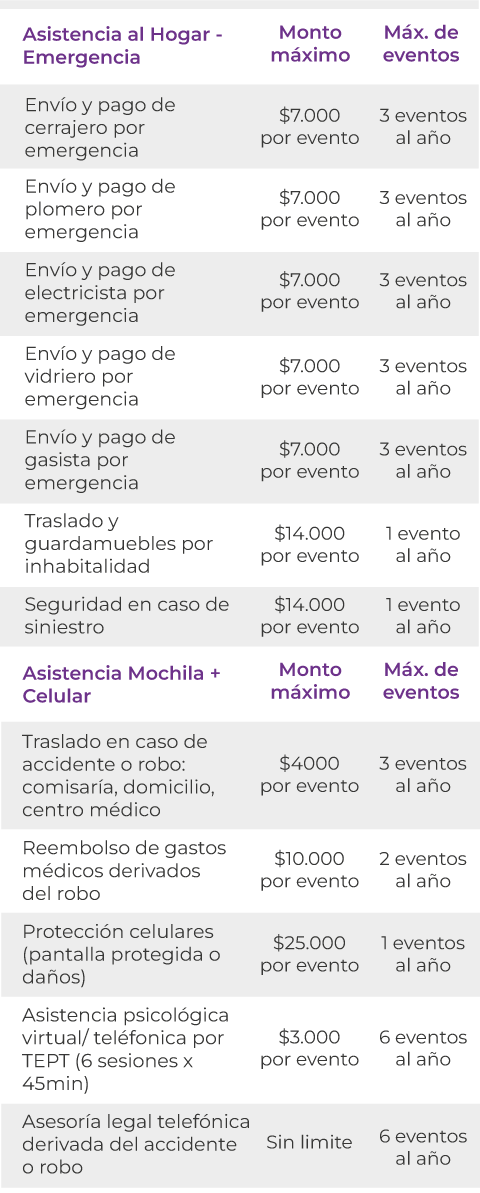 Asistencia al Hogar - Emergencia Monto máximo Máx. de eventos
Envío y pago de cerrajero por emergencia $7.000 por evento 3 eventos al año
Envío y pago de plomero por emergencia $7.000 por evento 3 eventos al año
Envío y pago de electricista por emergencia $7.000 por evento 3 eventos al año
Envío y pago de vidriero por emergencia $7.000 por evento 3 eventos al año
Envío y pago de gasista por emergencia $7.000 por evento 3 eventos al año
Traslado y guardamuebles por inhabitalidad $14.000 por evento 1 evento al año
Seguridad en caso de siniestro $14.000 por evento 1 evento al año
Asistencia Mochila + Celular Monto máximo Máx. de eventos
Traslado en caso de accidente o robo: comisaría, domicilio, centro médico $4000 por evento 3 eventos al año
Reembolso de gastos médicos derivados del robo $10.000 por evento 2 eventos al año
Protección celulares (pantalla protegida o daños) $25.000 por evento 1 eventos al año
Asistencia psicológica virtual/ teléfonica por TEPT (6 sesiones x 45min) $3.000 por evento 6 eventos al año
Asesoría legal telefónica derivada del accidente o robo Sin limite 6 eventos al año